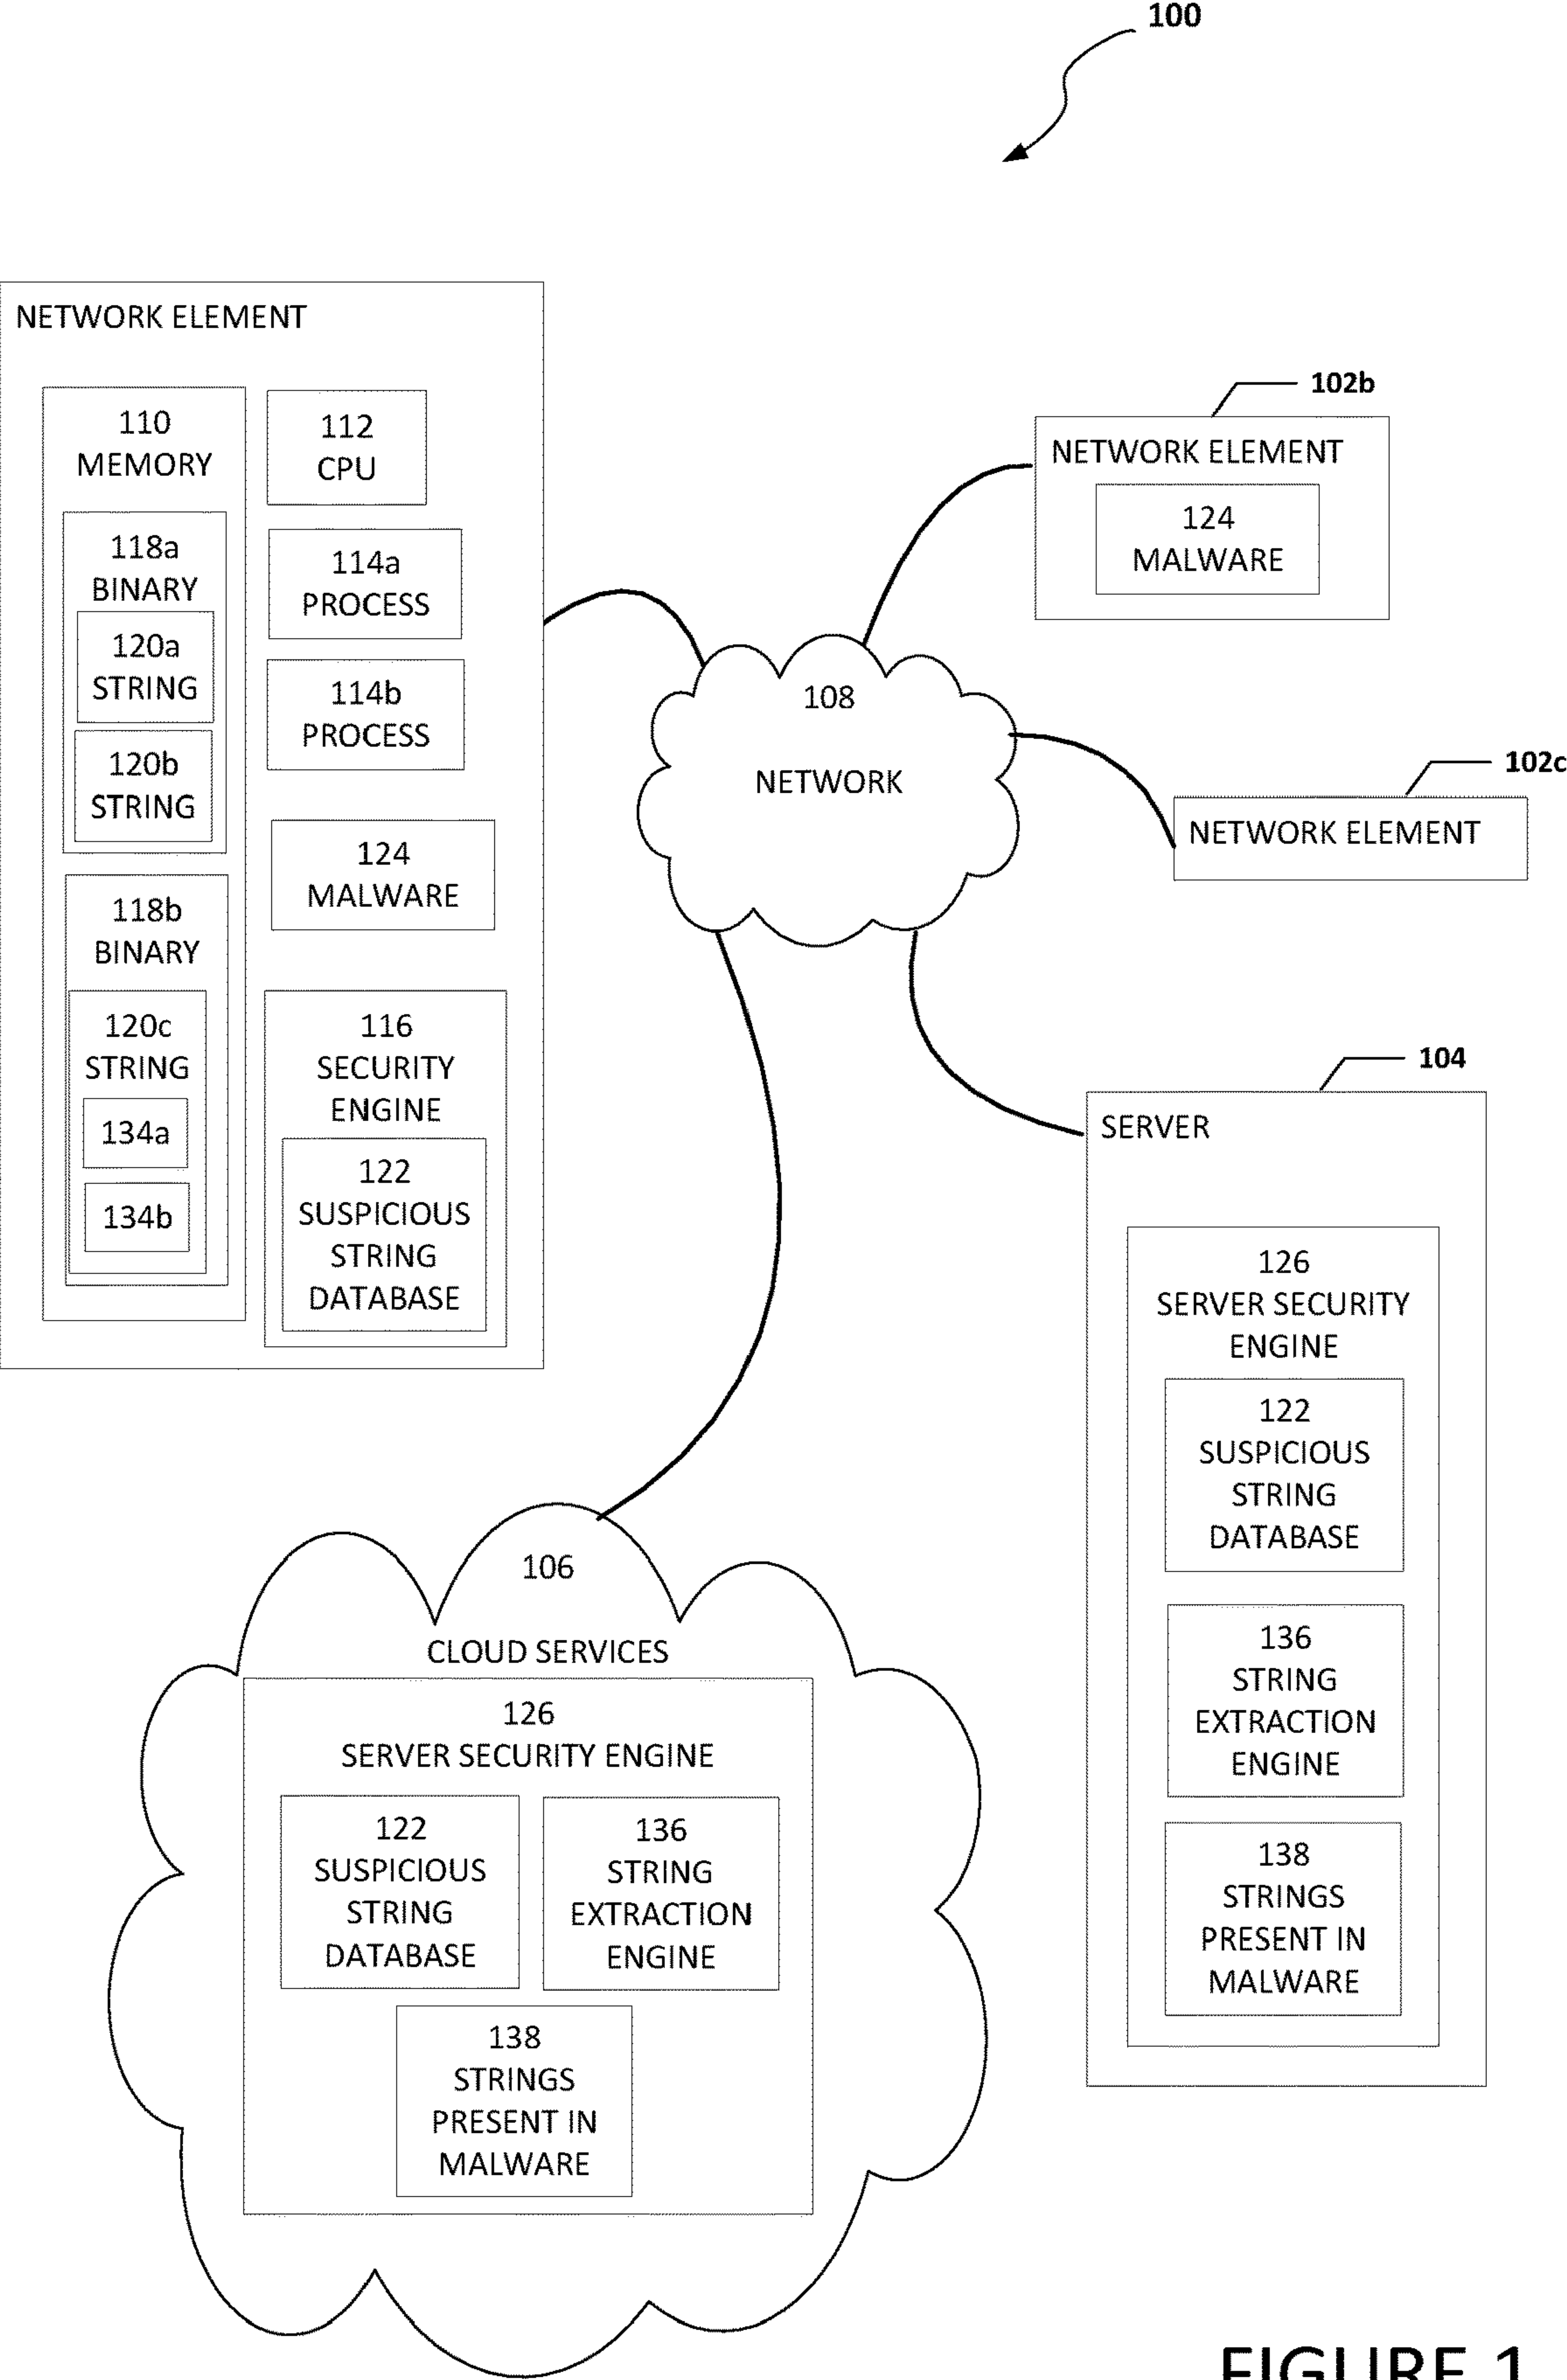 100
NETWORK ELEMENT
110
MEMORY
118a
BINARY
120a
STRING
120b
STRING
118b
BINARY
120c
STRING
134a
134b
112
CPU
114a
PROCESS
114b
PROCESS
124
MALWARE
116
SECURITY
ENGINE
122
SUSPICIOUS
STRING
DATABASE
108
NETWORK
102b
NETWORK ELEMENT
124
MALWARE
102c
NETWORK ELEMENT
104
SERVER
126
SERVER SECURITY
ENGINE
122
SUSPICIOUS
STRING
DATABASE
136
STRING
EXTRACTION
ENGINE
138
STRINGS
PRESENT IN
MALWARE
106
CLOUD SERVICES
126
SERVER SECURITY ENGINE
122
SUSPICIOUS
STRING
DATABASE
136
STRING
EXTRACTION
ENGINE
138
STRINGS
PRESENT IN
MALWARE
FIGURE 1